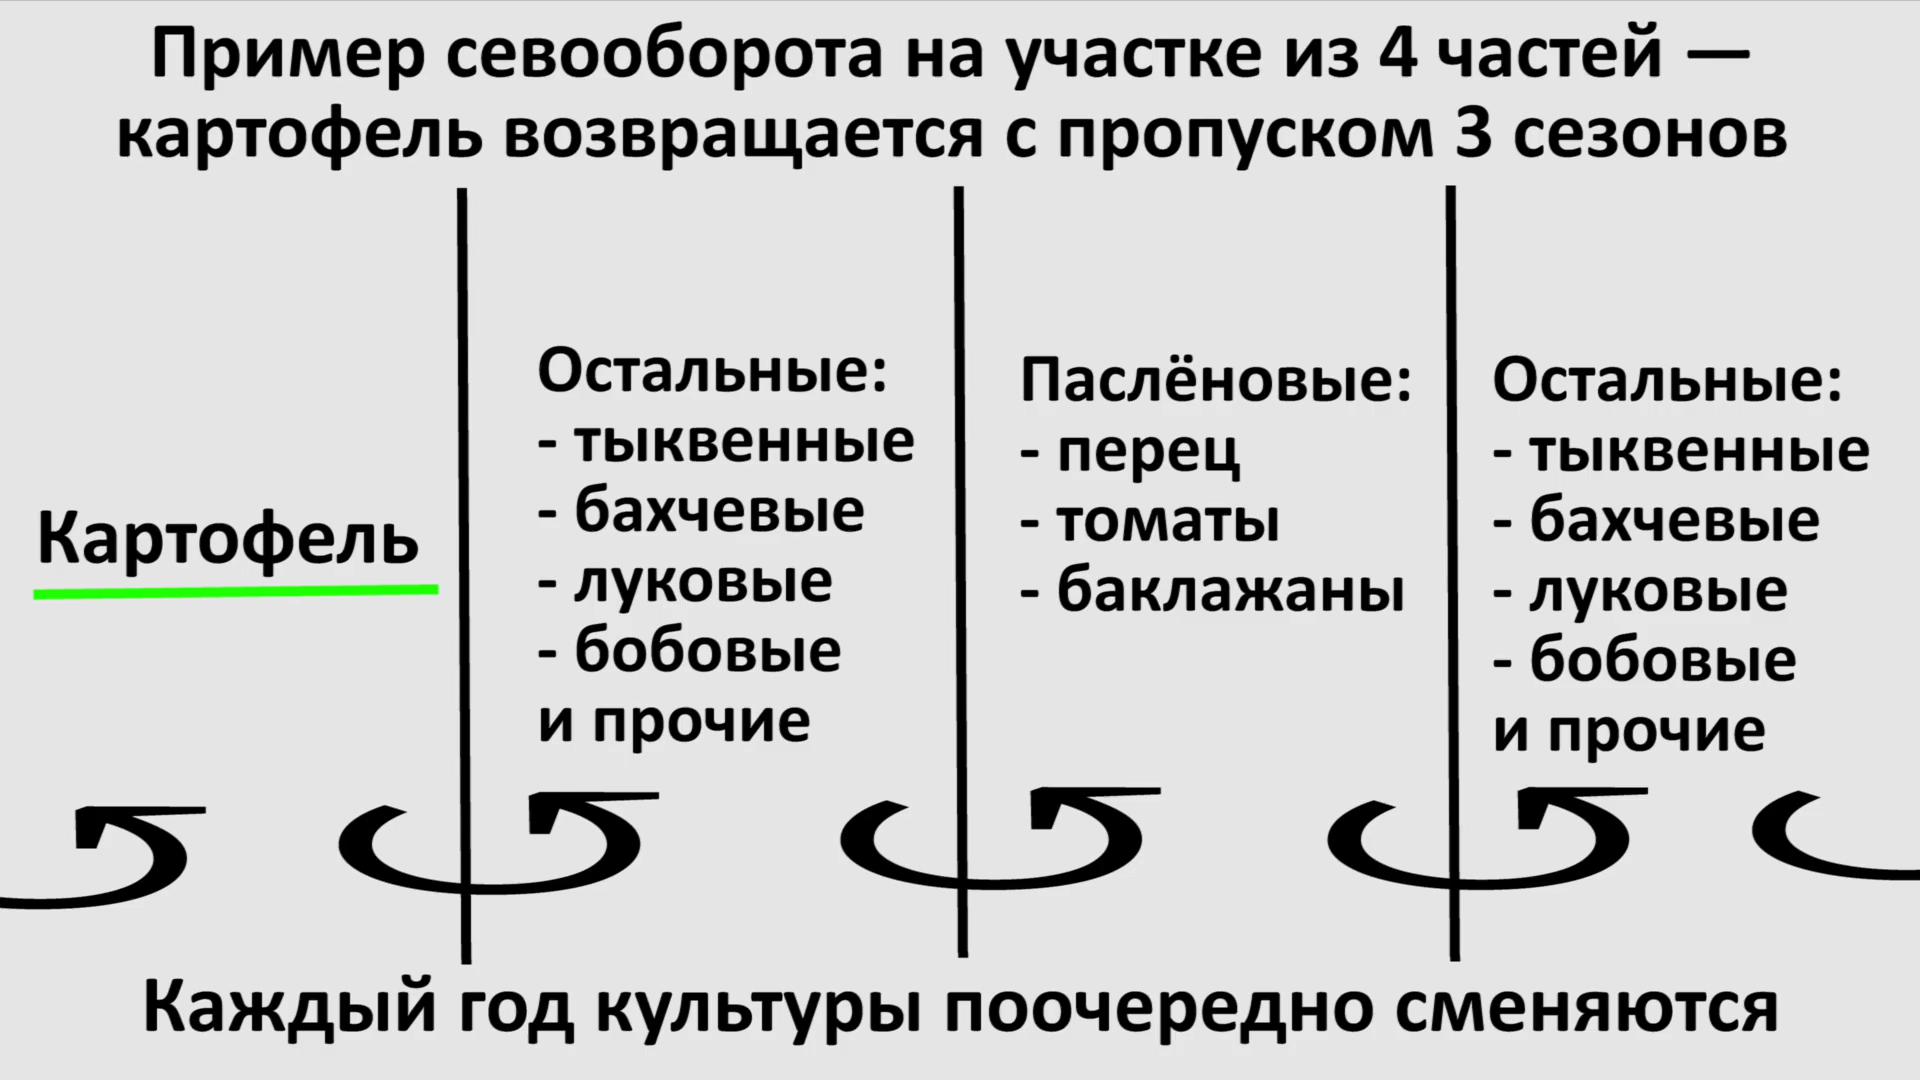 Пример севооборота на участке из 4 частей —
картофель возвращается с пропуском 3 сезонов
Картофель
Остальные:
- тыквенные
- бахчевые
- луковые
- бобовые
и прочие
Паслёновые:
- перец
- томаты
- баклажаны
Остальные:
- тыквенные
- бахчевые
- луковые
- бобовые
и прочие
Каждый год культуры поочередно сменяются